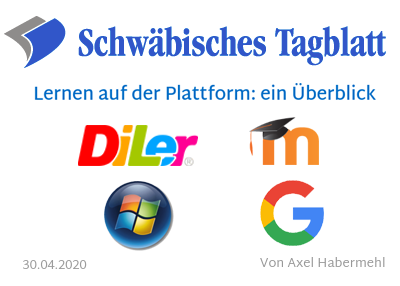 Schwäbisches Tagblatt
Lernen auf der Plattform: ein Überblick
DiLer®
m
G
30.04.2020
Von Axel Habermehl